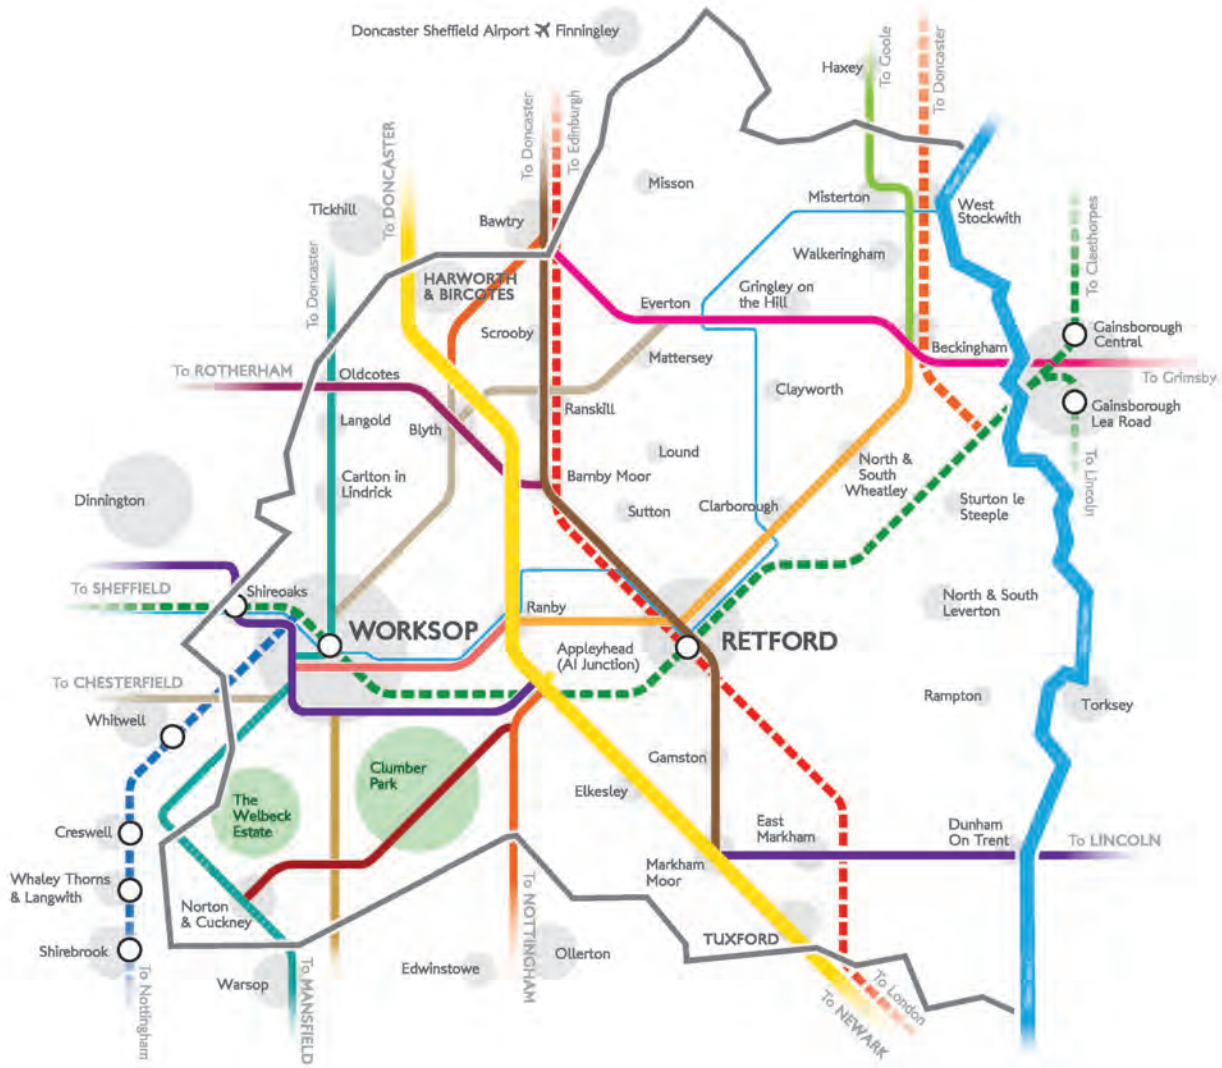 Doncaster Sheffield Airport ✈ Finningley
Haxey
To Goole
To Doncaster
To DONCASTER
To Doncaster
To Edinburgh
Misson
Misterton
West
Stockwith
Tickhill
Bawtry
Walkeringham
To Cleethorpes
To Doncaster
HARWORTH
& BIRCOTES
Gringley on
the Hill
Everton
Scrooby
Gainsborough
Central
Mattersey
Beckingham
To ROTHERHAM
Oldcotes
To Grimsby
Clayworth
Ranskill
Gainsborough
Lea Road
Langold
Blyth
Lound
North &
South
Wheatley
To Lincoln
Carlton in
Lindrick
Barnby Moor
Dinnington
Sutton
Clarborough
Sturton le
Steeple
To SHEFFIELD
Shireoaks
Ranby
North & South
Leverton
WORKSOP
RETFORD
Appleyhead
(A1 Junction)
To CHESTERFIELD
Rampton
Torksey
Whitwell
Gamston
Clumber
Park
The
Welbeck
Estate
Elkesley
Creswell
East
Markham
Dunham
On Trent
To LINCOLN
Markham
Moor
Whaley Thorns
& Langwith
Norton
& Cuckney
To NOTTINGHAM
Shirebrook
TUXFORD
Ollerton
Edwinstowe
Warsop
To Nottingham
To MANSFIELD
To London
To NEWARK